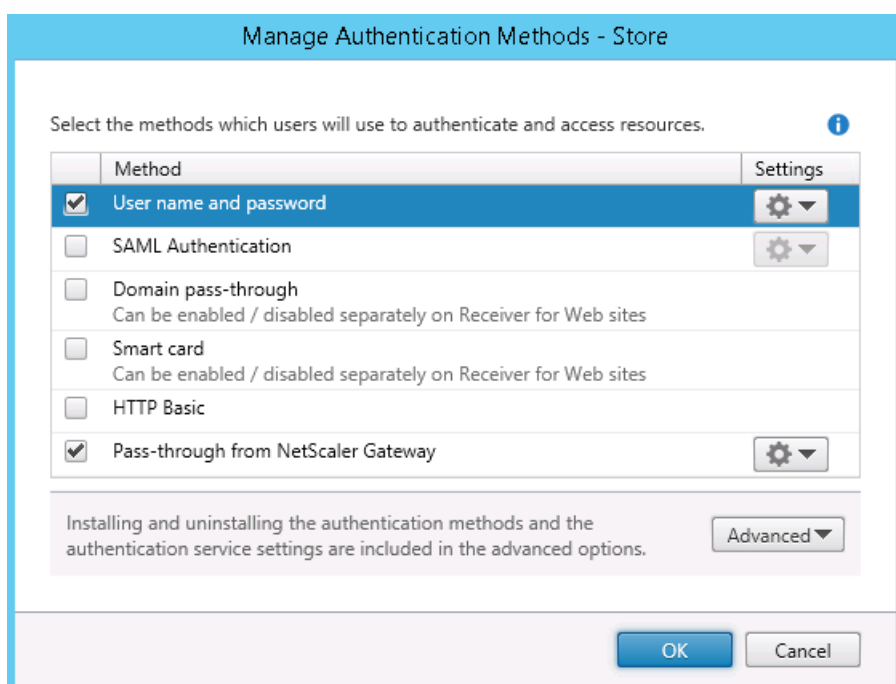 Manage Authentication Methods - Store
Select the methods which users will use to authenticate and access resources.
Method Settings
User name and password
SAML Authentication
Domain pass-through
Can be enabled / disabled separately on Receiver for Web sites
Smart card
Can be enabled / disabled separately on Receiver for Web sites
HTTP Basic
Pass-through from NetScaler Gateway
Installing and uninstalling the authentication methods and the
authentication service settings are included in the advanced options.
Advanced
OK Cancel